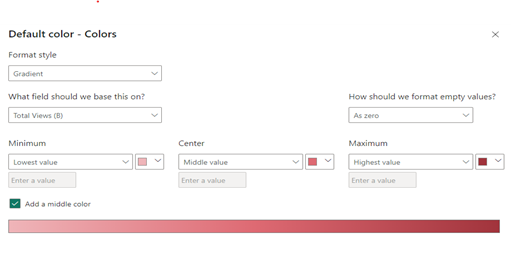 Default color - Colors
Format style
Gradient
What field should we base this on?
How should we format empty values?
Total Views (B)
As zero
Minimum
Center
Maximum
Lowest value
Middle value
Highest value
Enter a value
Enter a value
Enter a value
Add a middle color